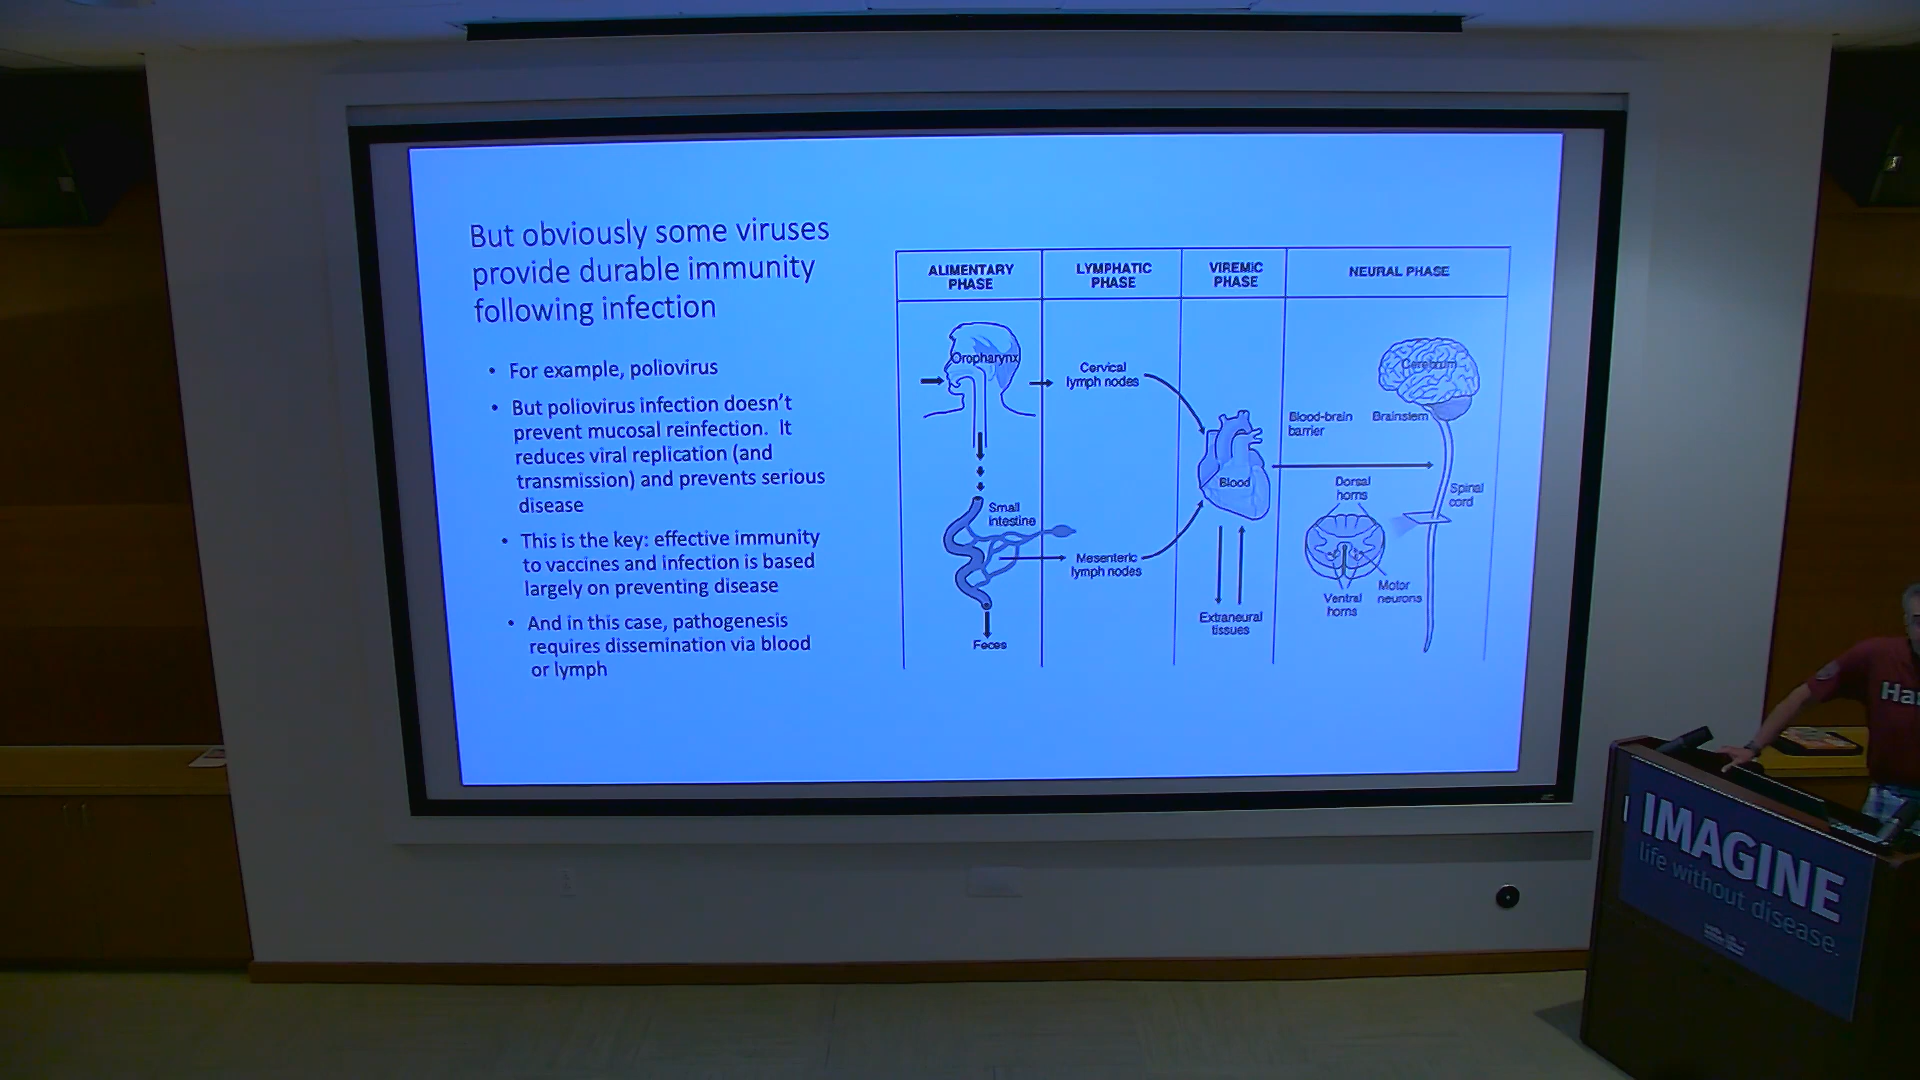 But obviously some viruses
provide durable immunity
following infection
• For example, poliovirus
• But poliovirus infection doesn't
prevent mucosal reinfection. It
reduces viral replication (and
transmission) and prevents serious
disease
• This is the key: effective immunity
to vaccines and infection is based
largely on preventing disease
• And in this case, pathogenesis
requires dissemination via blood
or lymph
ALIMENTARY
PHASE
LYMPHATIC
PHASE
VIREMIC
PHASE
NEURAL PHASE
Oropharynx
Small
intestine
Feces
Cervical
lymph nodes
Mesenteric
lymph nodes
Blood
Extraneural
tissues
Blood-brain
barrier
Cerebrum
Brainstem
Dorsal
horns
Spinal
cord
Motor
neurons
Ventral
horns
Ha
IMAGINE
life without disease.